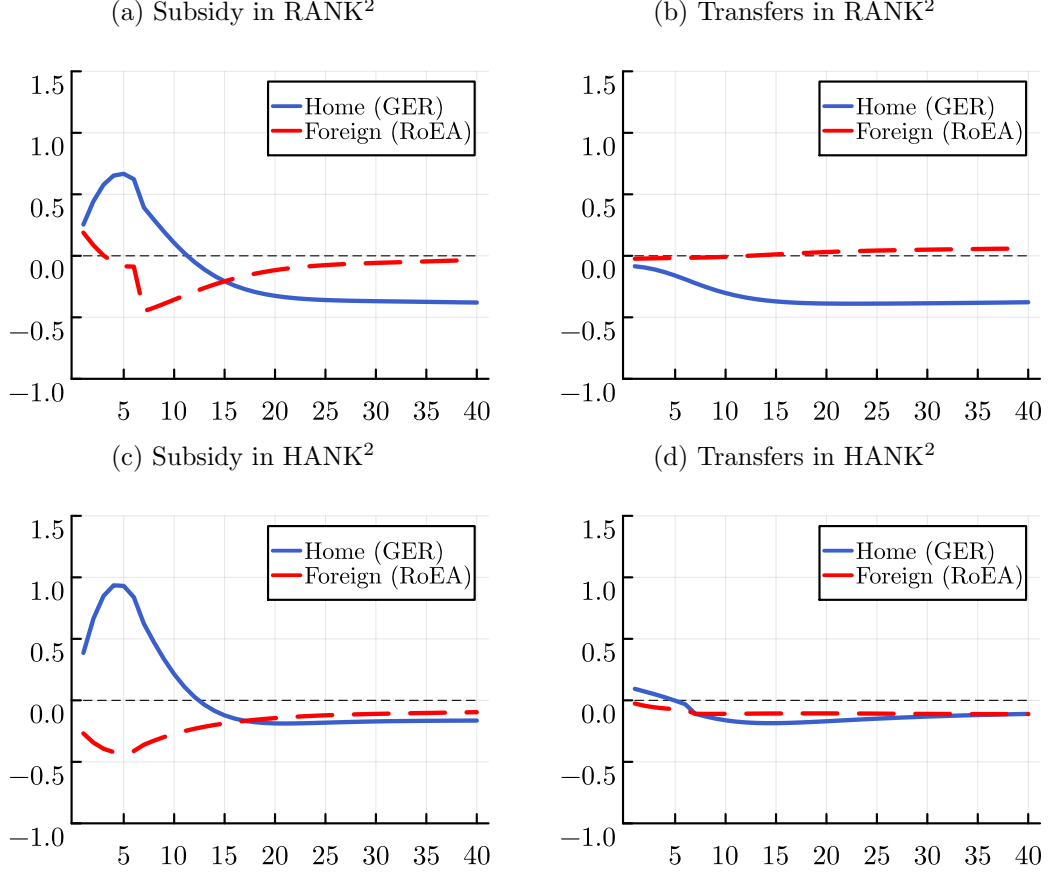 (a) Subsidy in RANK²
(b) Transfers in RANK²
1.5
1.0
0.5
0.0
−0.5
−1.0
Home (GER)
Foreign (RoEA)
5 10 15 20 25 30 35 40
1.5
1.0
0.5
0.0
−0.5
−1.0
Home (GER)
Foreign (RoEA)
5 10 15 20 25 30 35 40
(c) Subsidy in HANK²
(d) Transfers in HANK²
1.5
1.0
0.5
0.0
−0.5
−1.0
Home (GER)
Foreign (RoEA)
5 10 15 20 25 30 35 40
1.5
1.0
0.5
0.0
−0.5
−1.0
Home (GER)
Foreign (RoEA)
5 10 15 20 25 30 35 40